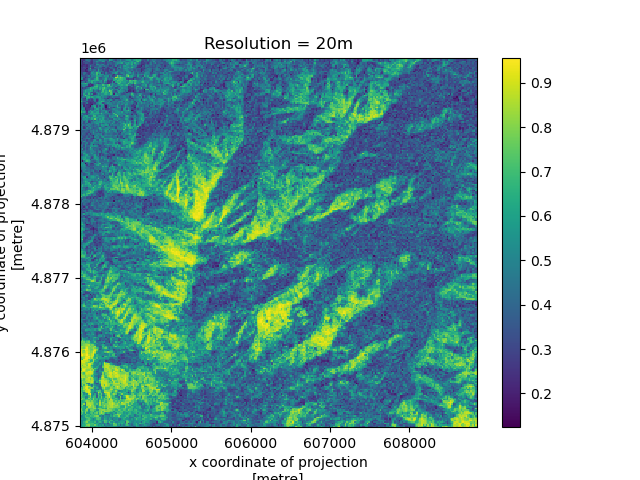 Resolution = 20m
1e6
4.879
4.878
4.877
4.876
4.875
604000 605000 606000 607000 608000
x coordinate of projection
[metre]
y coordinate of projection
[metre]
0.9
0.8
0.7
0.6
0.5
0.4
0.3
0.2